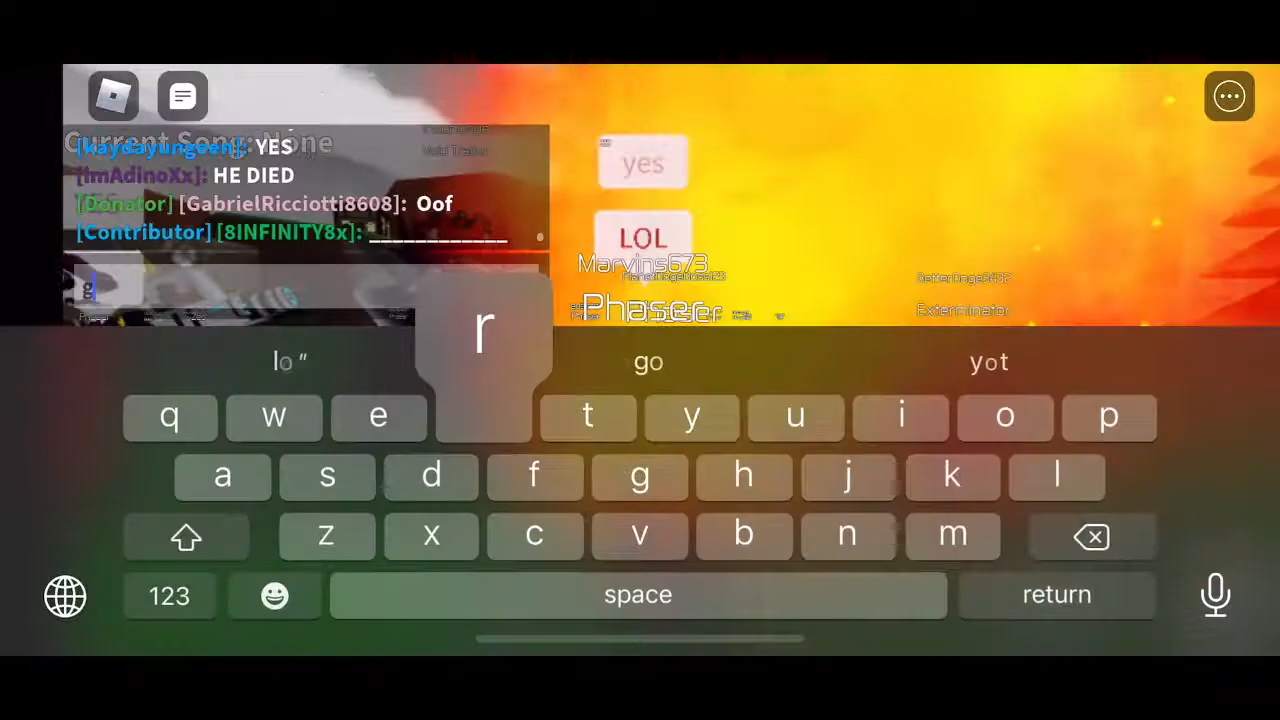 Current Song: None
[kaydayungeen]: YES
[ImAdinoXx]: HE DIED
[Donator] [GabrielRicciotti8608]: Oof
[Contributor] [8INFINITY8x]: ____________
yes
LOL
Marvins673
Phaser
Exterminator
g
r
go
yot
q w e t y u i o p
a s d f g h j k l
z x c v b n m
123 space return